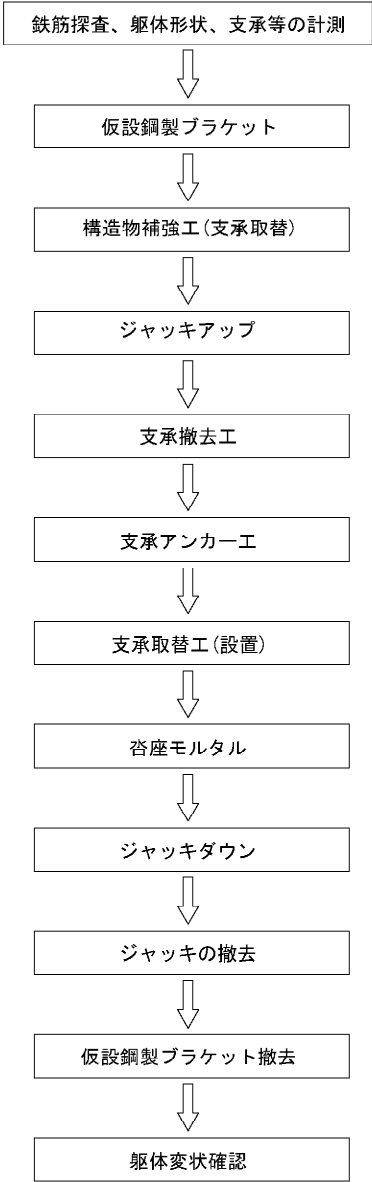 鉄筋探査、躯体形状、支承等の計測
仮設鋼製ブラケット
構造物補強工(支承取替)
ジャッキアップ
支承撤去工
支承アンカー工
支承取替工(設置)
沓座モルタル
ジャッキダウン
ジャッキの撤去
仮設鋼製ブラケット撤去
躯体変状確認